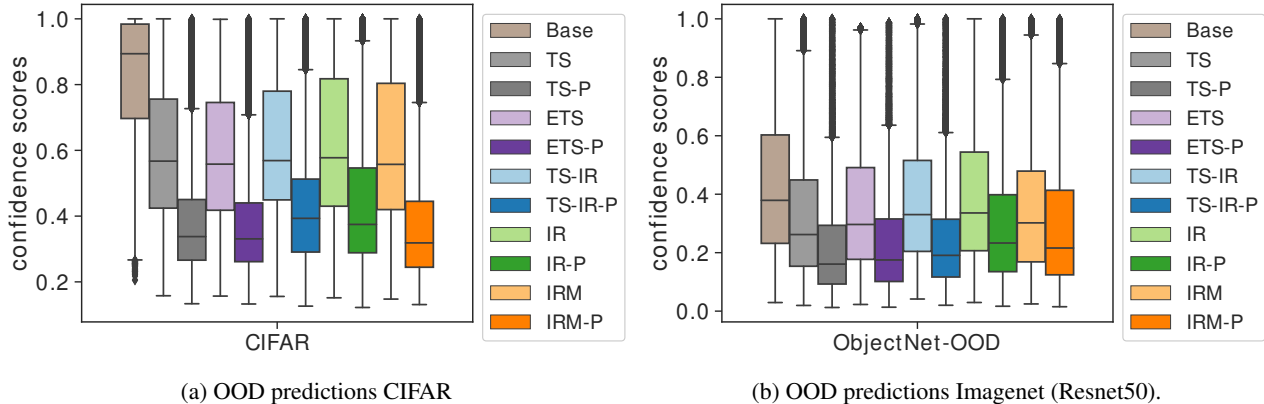 confidence scores
1.0
0.8
0.6
0.4
0.2
CIFAR
Base
TS
TS-P
ETS
ETS-P
TS-IR
TS-IR-P
IR
IR-P
IRM
IRM-P
(a) OOD predictions CIFAR
confidence scores
1.0
0.8
0.6
0.4
0.2
0.0
ObjectNet-OOD
Base
TS
TS-P
ETS
ETS-P
TS-IR
TS-IR-P
IR
IR-P
IRM
IRM-P
(b) OOD predictions Imagenet (Resnet50).